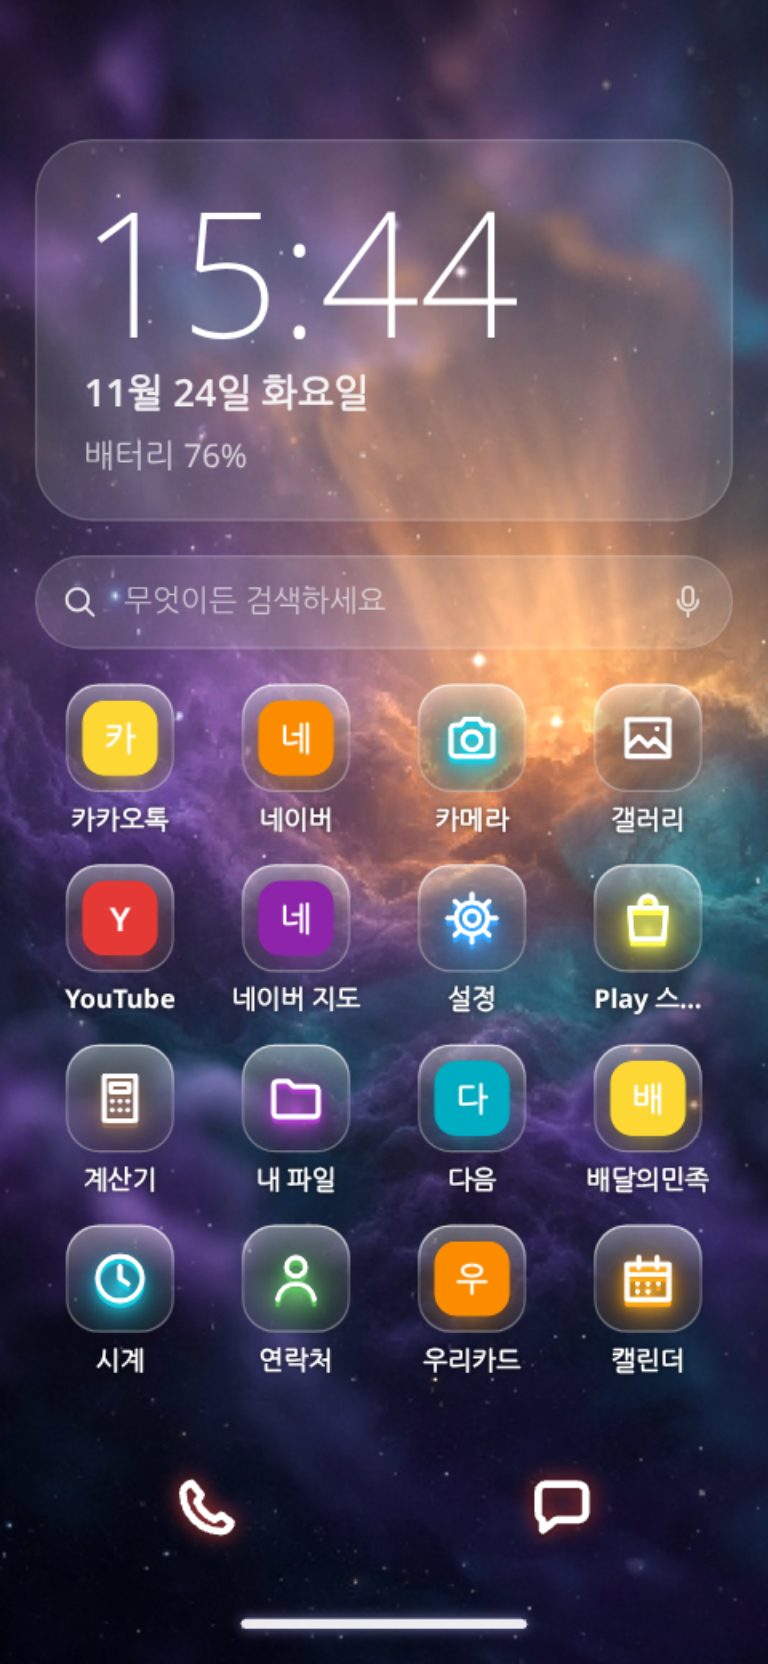 15:44
11월 24일 화요일
배터리 76%
무엇이든 검색하세요
카 네
카카오톡 네이버 카메라 갤러리
Y 네
YouTube 네이버 지도 설정 Play 스...
다 배
계산기 내 파일 다음 배달의민족
우
시계 연락처 우리카드 캘린더